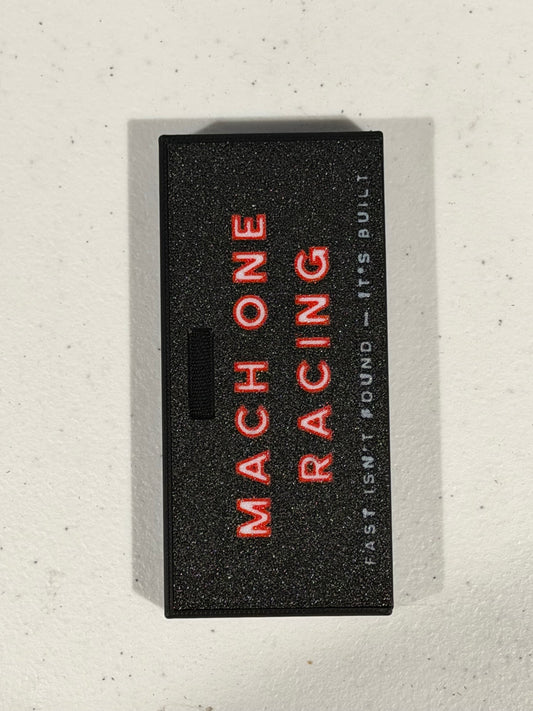 MACH ONE
RACING
FAST ISN'T FOUND — IT'S BUILT